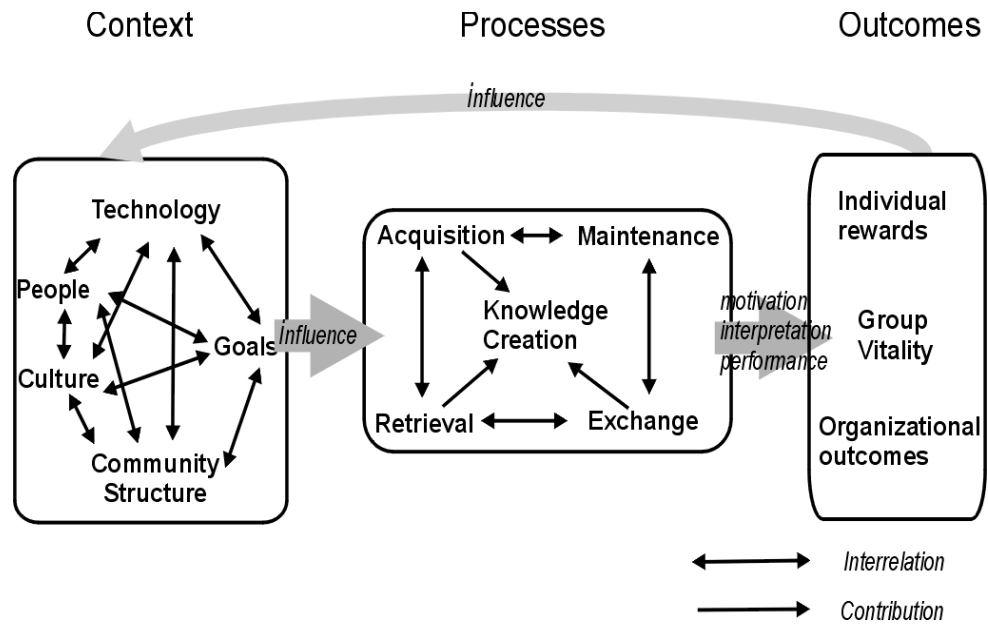 Context
Processes
Outcomes
influence
Technology
People
Goals
Culture
Community
Structure
influence
Acquisition
Maintenance
Knowledge
Creation
Retrieval
Exchange
motivation
interpretation
performance
Individual
rewards
Group
Vitality
Organizational
outcomes
Interrelation
Contribution